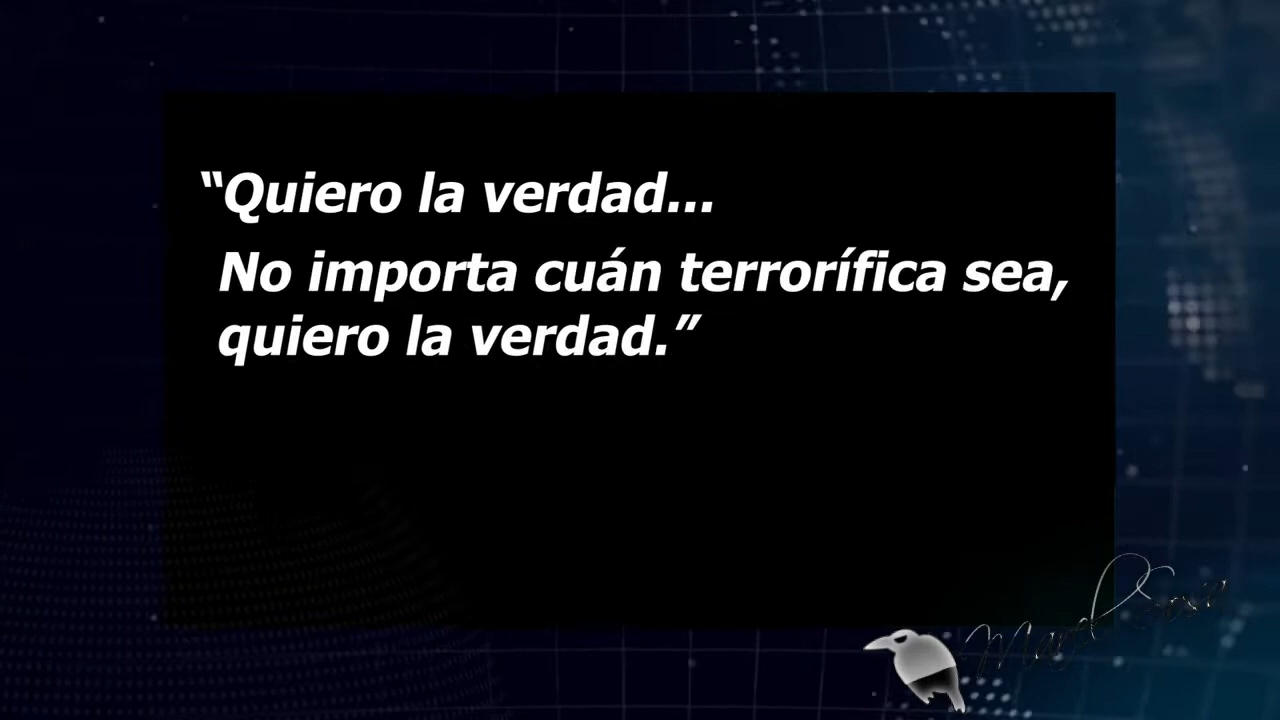 “Quiero la verdad...
No importa cuán terrorífica sea,
quiero la verdad.”